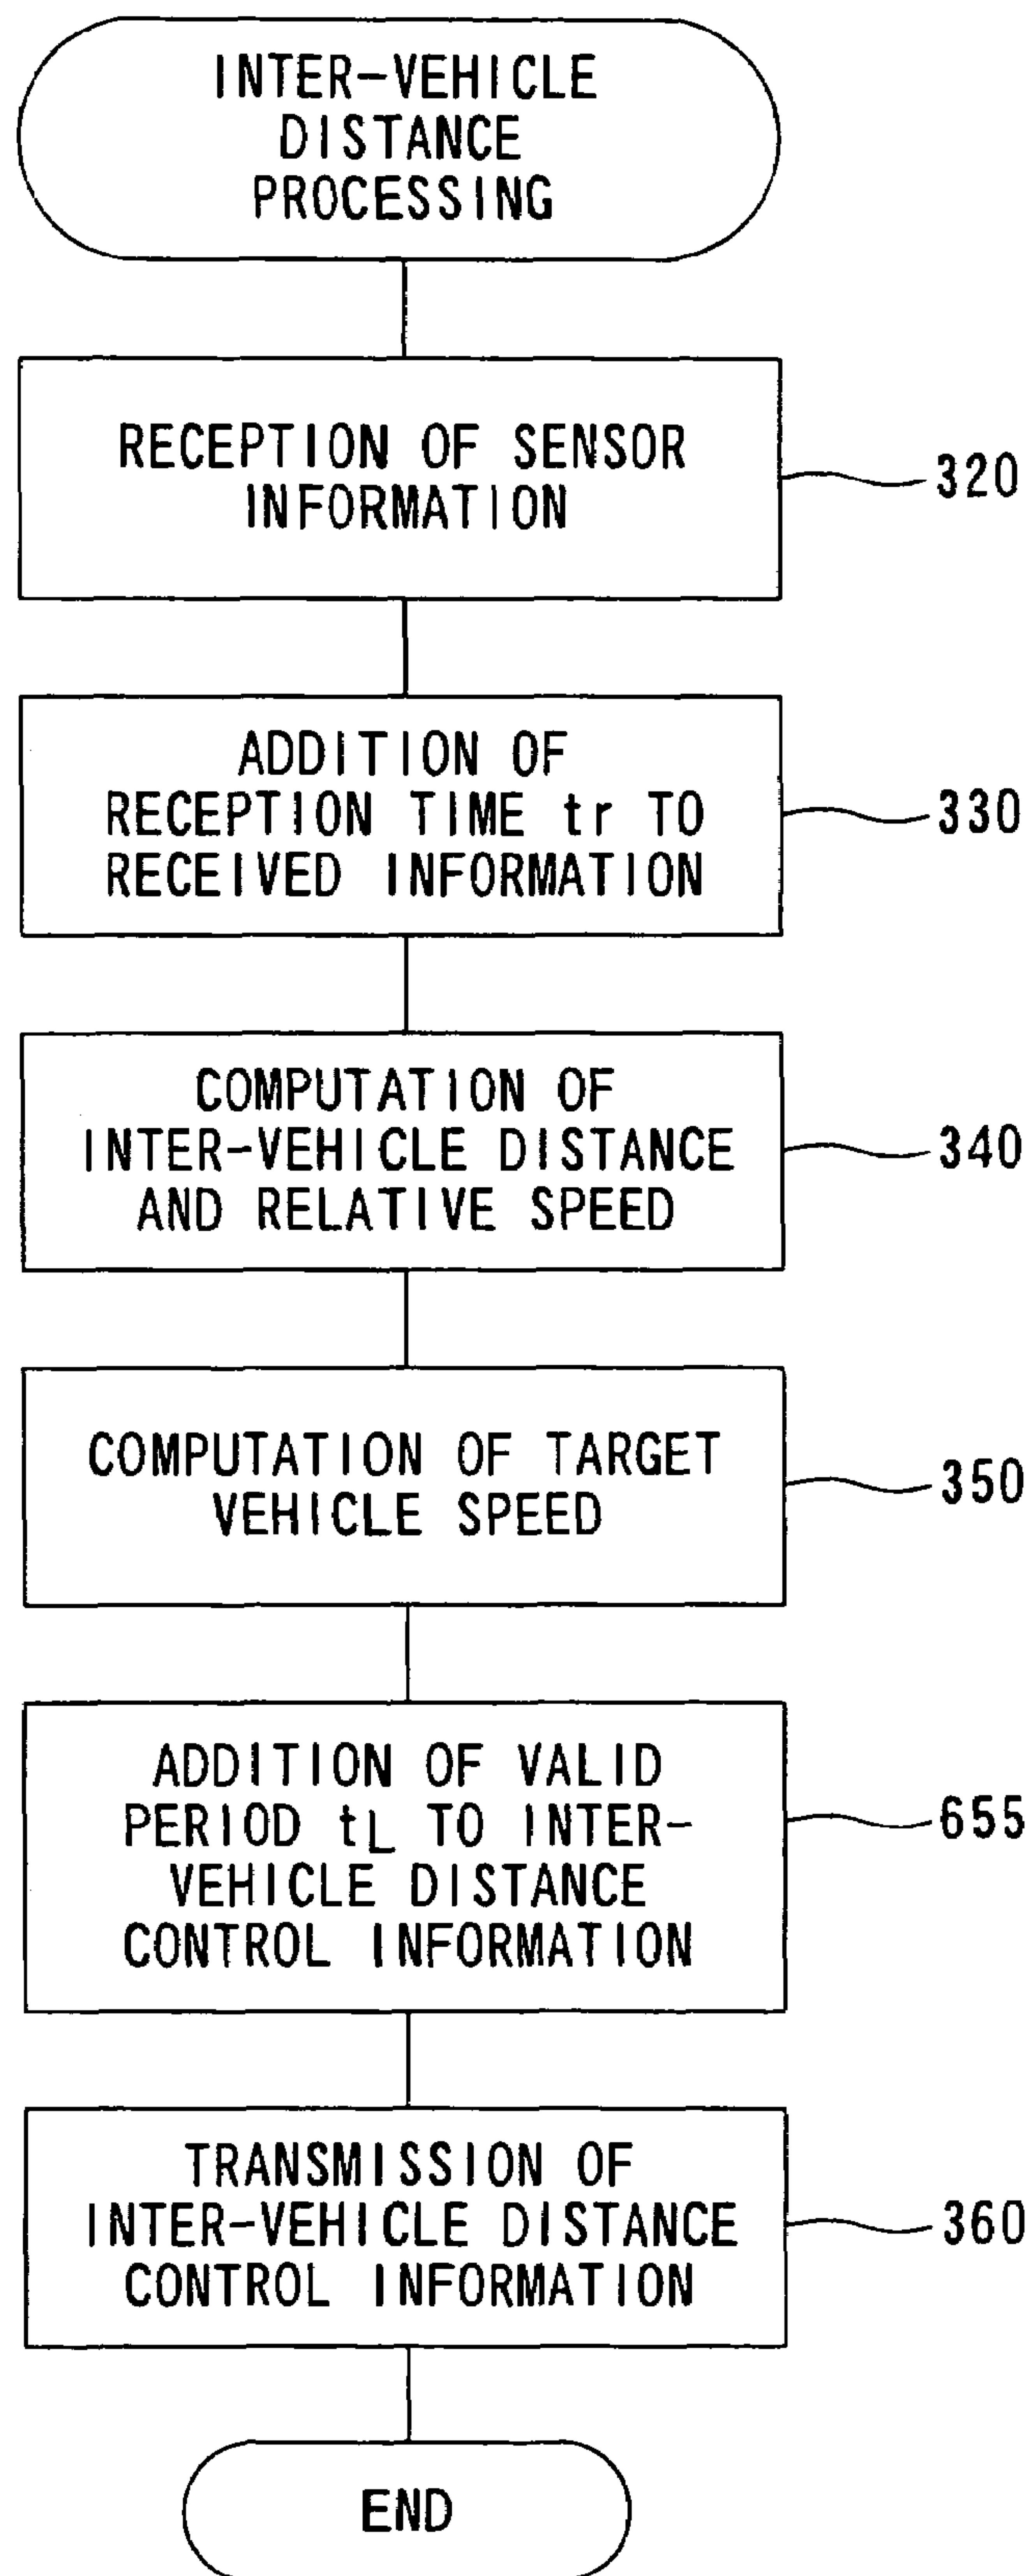 INTER-VEHICLE
DISTANCE
PROCESSING
RECEPTION OF SENSOR
INFORMATION
320
ADDITION OF
RECEPTION TIME tr TO
RECEIVED INFORMATION
330
COMPUTATION OF
INTER-VEHICLE DISTANCE
AND RELATIVE SPEED
340
COMPUTATION OF TARGET
VEHICLE SPEED
350
ADDITION OF VALID
PERIOD tL TO INTER-
VEHICLE DISTANCE
CONTROL INFORMATION
655
TRANSMISSION OF
INTER-VEHICLE DISTANCE
CONTROL INFORMATION
360
END